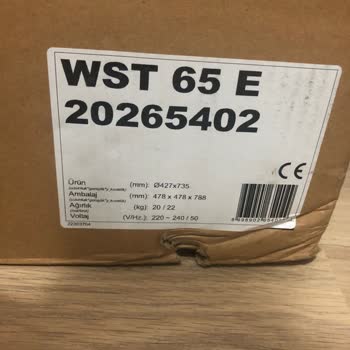 WST 65 E
20265402
CE
Ürün (mm): Ø427x735
Ambalaj (mm): 478 x 478 x 788
Ağırlık (kg): 20 / 22
Voltaj (V/Hz.): 220 ~ 240 / 50